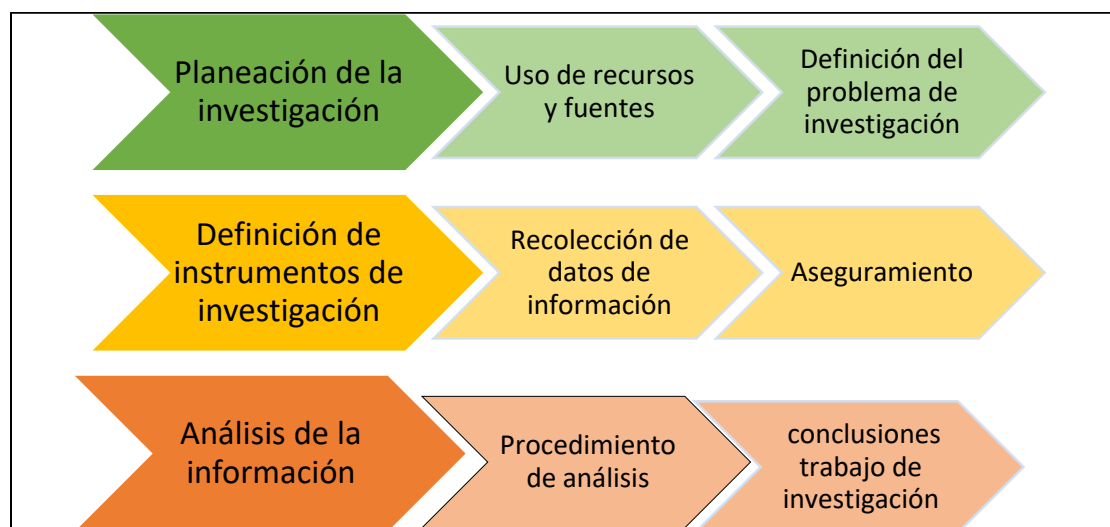 Planeación de la
investigación
Uso de recursos
y fuentes
Definición del
problema de
investigación
Definición de
instrumentos de
investigación
Recolección de
datos de
información
Aseguramiento
Análisis de la
información
Procedimiento
de análisis
conclusiones
trabajo de
investigación